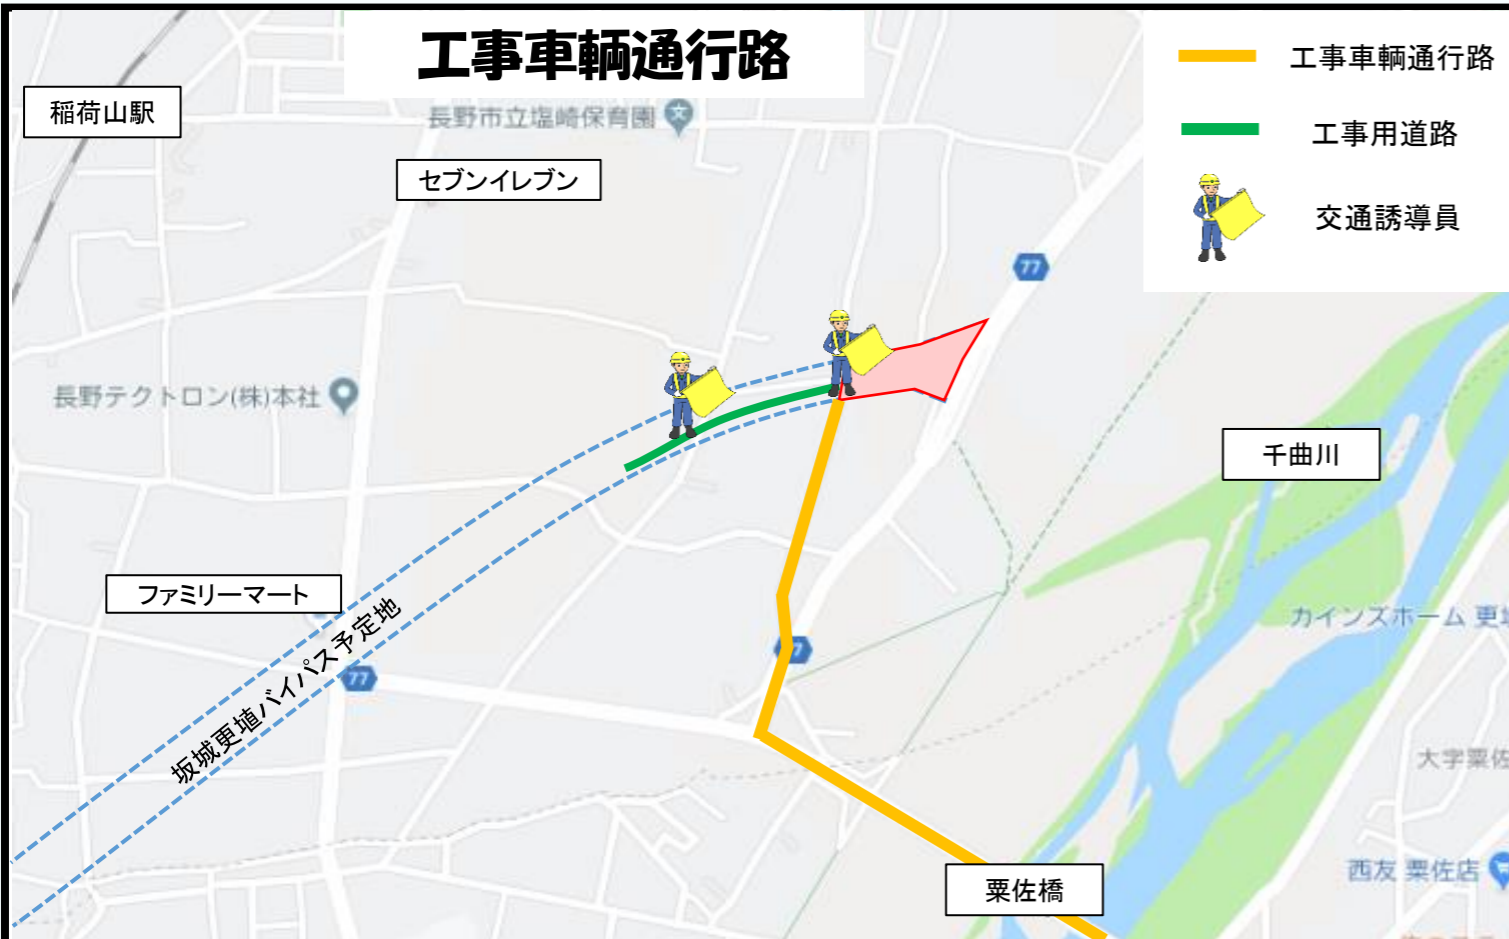 工事車輌通行路
工事車輌通行路
工事用道路
交通誘導員
稲荷山駅
長野市立塩崎保育園
セブンイレブン
77
長野テクトロン(株)本社
千曲川
ファミリーマート
坂城更埴バイパス予定地
77
カインズホーム 更
大字粟佐
西友 粟佐店
粟佐橋